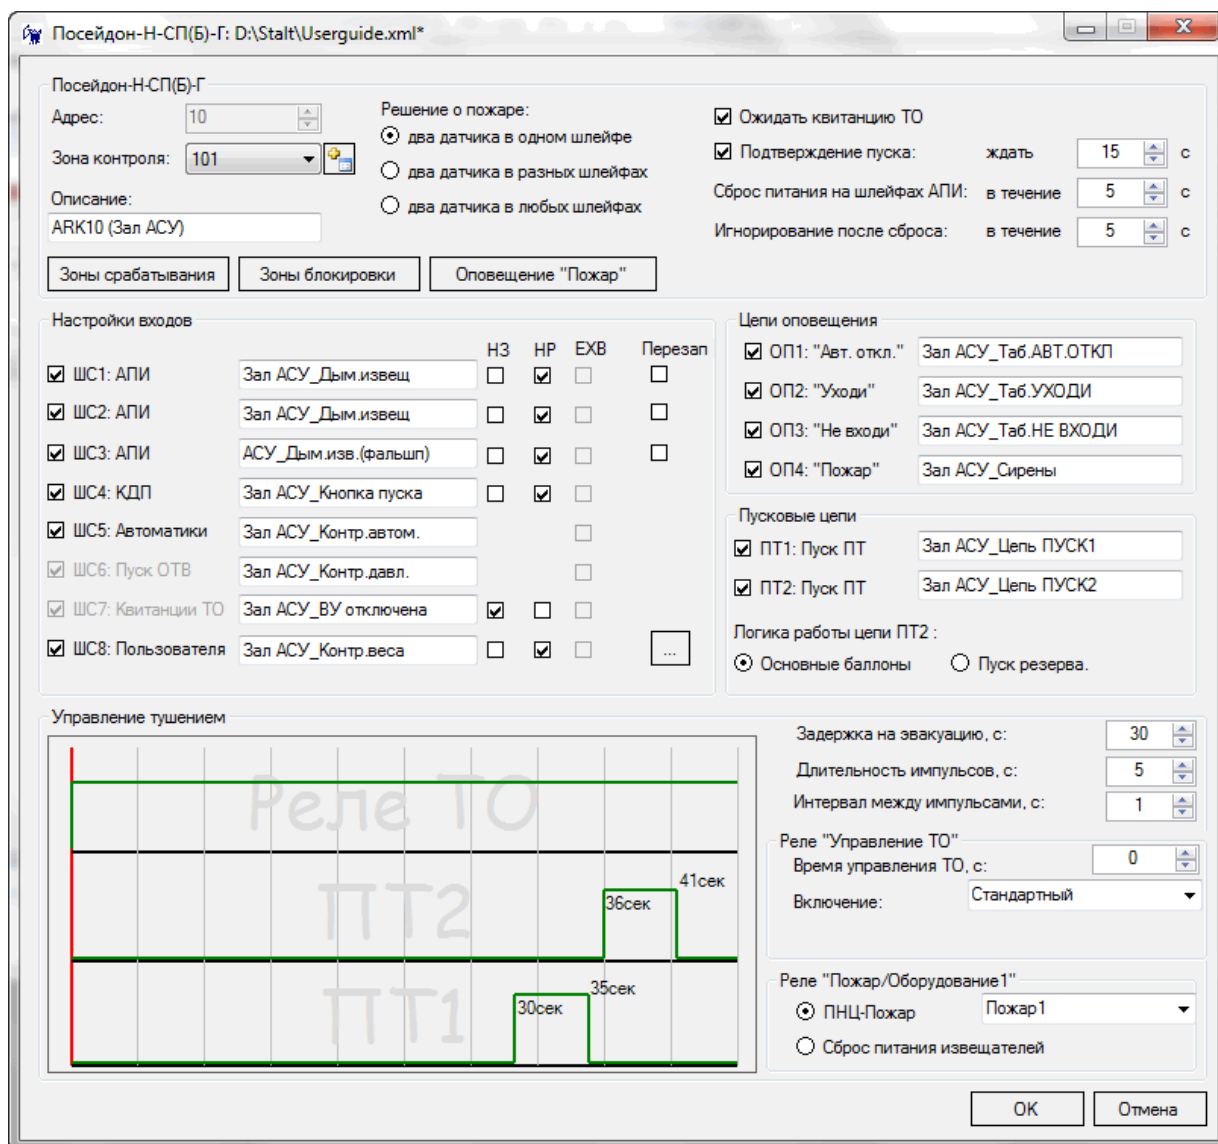 Посейдон-Н-СП(Б)-Г: D:\Stalt\Userguide.xml*
Посейдон-Н-СП(Б)-Г
Адрес: 10
Зона контроля: 101
Описание:
ARK10 (Зал АСУ)
Решение о пожаре:
два датчика в одном шлейфе
два датчика в разных шлейфах
два датчика в любых шлейфах
Ожидать квитанцию ТО
Подтверждение пуска: ждать 15 с
Сброс питания на шлейфах АПИ: в течение 5 с
Игнорирование после сброса: в течение 5 с
Зоны срабатывания Зоны блокировки Оповещение "Пожар"
Настройки входов
НЗ НР EXB Перезап
ШС1: АПИ Зал АСУ_Дым.извещ
ШС2: АПИ Зал АСУ_Дым.извещ
ШС3: АПИ АСУ_Дым.изв.(фальшп)
ШС4: КДП Зал АСУ_Кнопка пуска
ШС5: Автоматики Зал АСУ_Контр.автом.
ШС6: Пуск ОТВ Зал АСУ_Контр.давл.
ШС7: Квитанции ТО Зал АСУ_ВУ отключена
ШС8: Пользователя Зал АСУ_Контр.веса ...
Цепи оповещения
ОП1: "Авт. откл." Зал АСУ_Таб.АВТ.ОТКЛ
ОП2: "Уходи" Зал АСУ_Таб.УХОДИ
ОП3: "Не входи" Зал АСУ_Таб.НЕ ВХОДИ
ОП4: "Пожар" Зал АСУ_Сирены
Пусковые цепи
ПТ1: Пуск ПТ Зал АСУ_Цепь ПУСК1
ПТ2: Пуск ПТ Зал АСУ_Цепь ПУСК2
Логика работы цепи ПТ2 :
Основные баллоны Пуск резерва.
Управление тушением
Реле ТО
ПТ2
36сек 41сек
ПТ1
30сек 35сек
Задержка на эвакуацию, с: 30
Длительность импульсов, с: 5
Интервал между импульсами, с: 1
Реле "Управление ТО"
Время управления ТО, с: 0
Включение: Стандартный
Реле "Пожар/Оборудование1"
ПНЦ-Пожар Пожар1
Сброс питания извещателей
OK Отмена